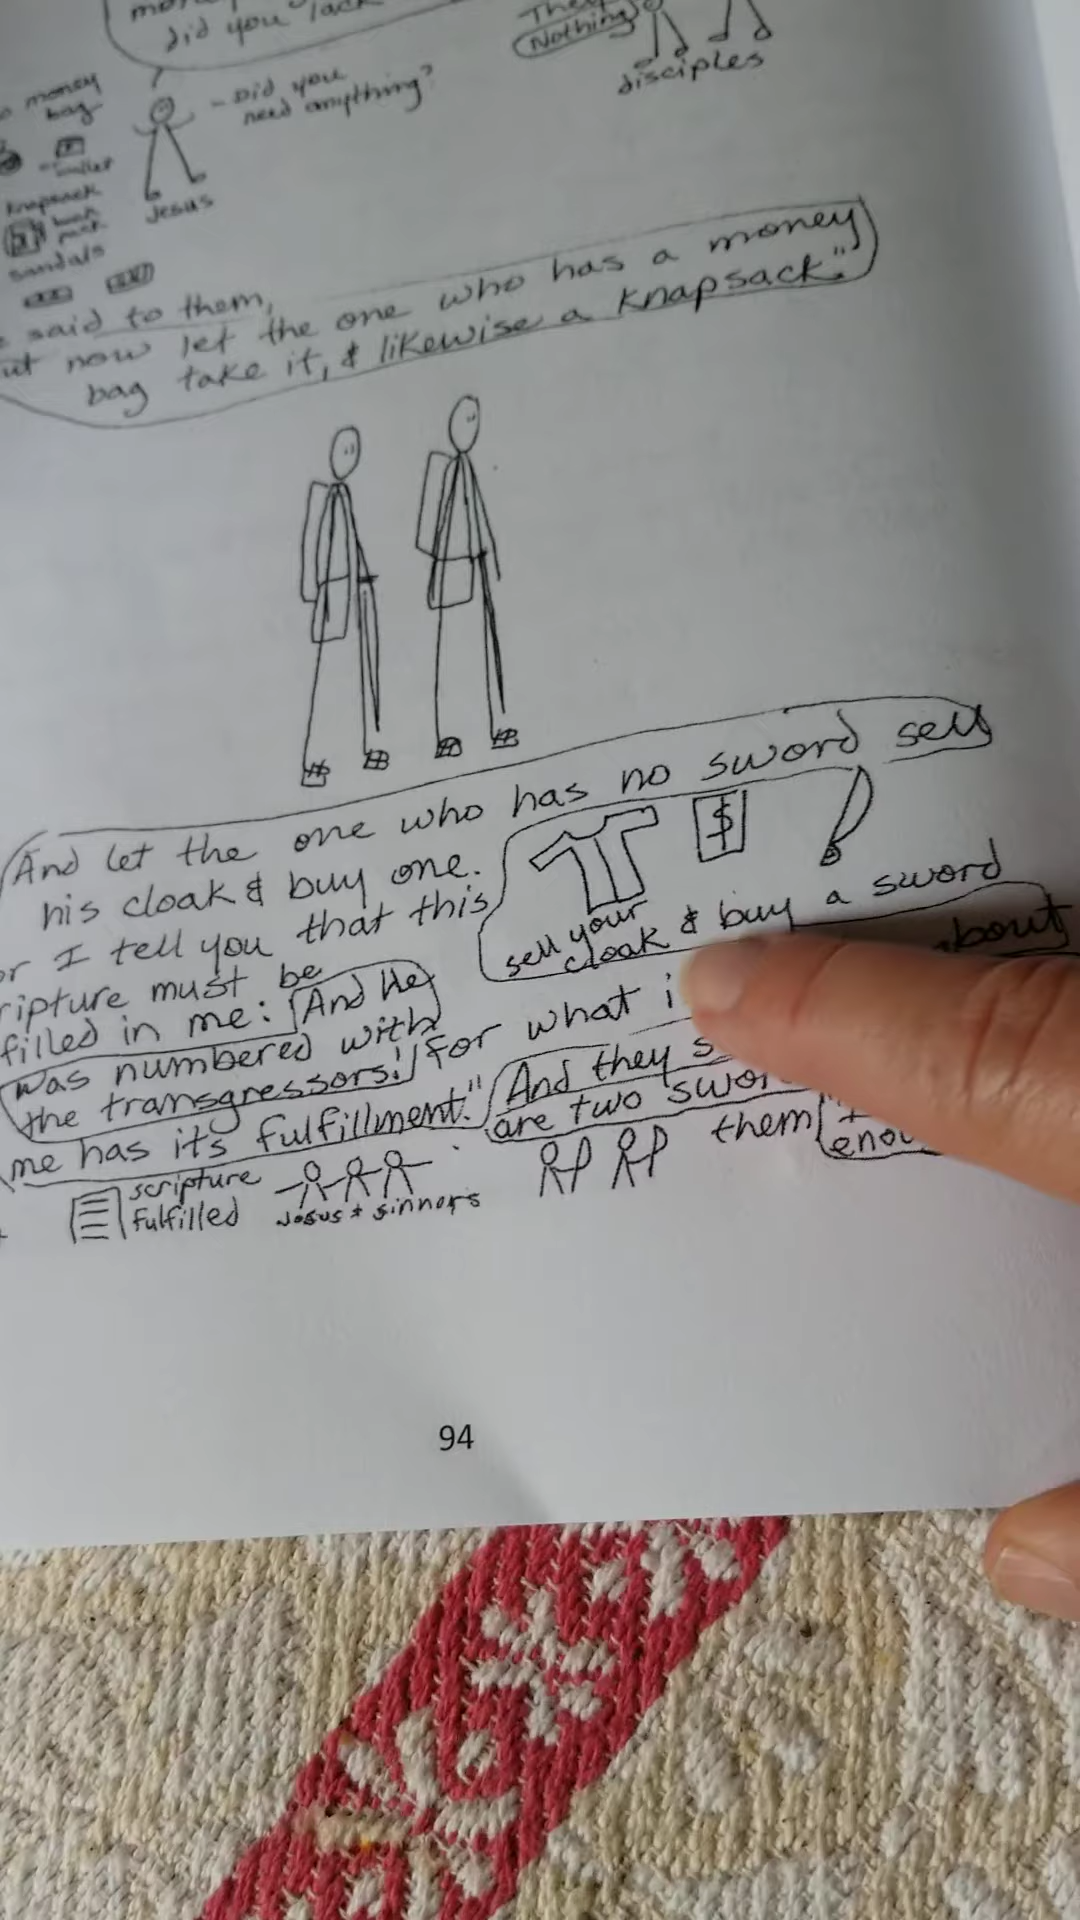 did you lack
Nothing
disciples
money
bag
- Did you
need anything?
wallet
Knapsack
back
pack
sandals
Jesus
said to them,
now let the one who has a money
bag take it, & likewise a knapsack."
And let the one who has no sword sell
his cloak & buy one.
I tell you that this
$
sell your
cloak & buy a sword
must be
in me: And He
was numbered with
the transgressors.' For what
about
me has its fulfillment." And they
are two
them
scripture
fulfilled
Jesus & sinners
94